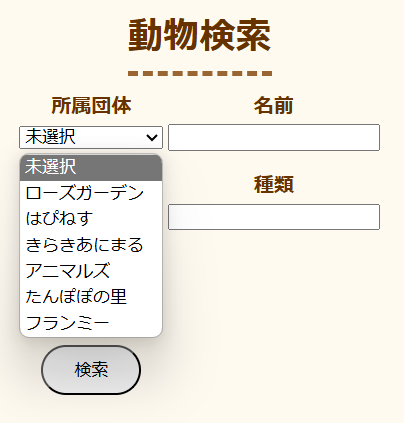 動物検索
所属団体
名前
未選択
未選択
ローズガーデン
はぴねす
きらきあにまる
アニマルズ
たんぽぽの里
フランミー
種類
検索